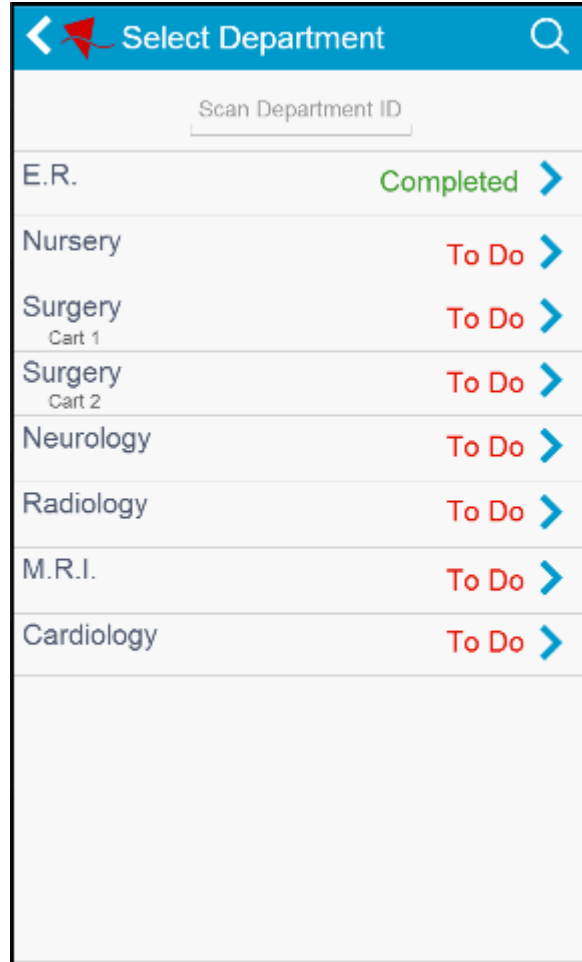 Select Department
Scan Department ID
E.R. Completed
Nursery To Do
Surgery To Do
Cart 1
Surgery To Do
Cart 2
Neurology To Do
Radiology To Do
M.R.I. To Do
Cardiology To Do